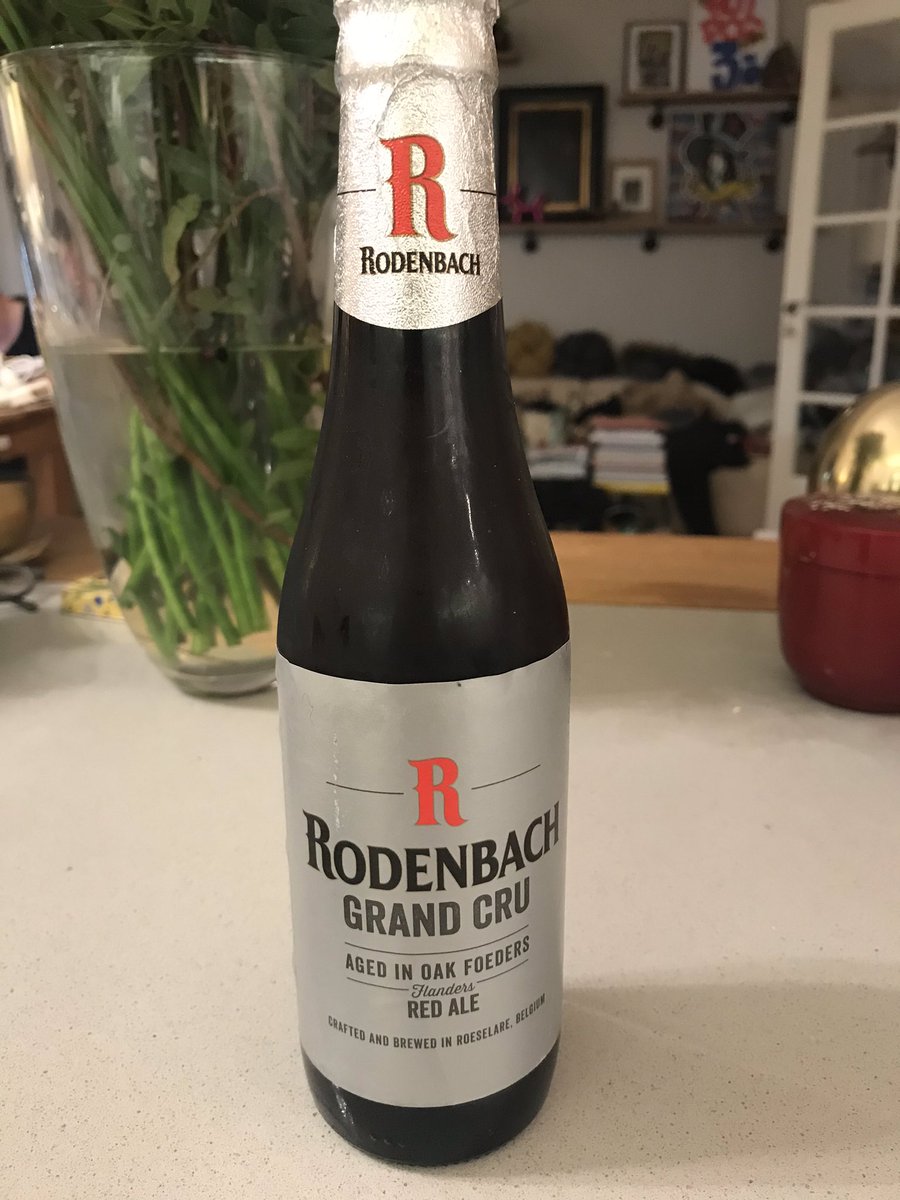 R
RODENBACH
R
RODENBACH
GRAND CRU
AGED IN OAK FOEDERS
Flanders
RED ALE
CRAFTED AND BREWED IN ROESELARE, BELGIUM